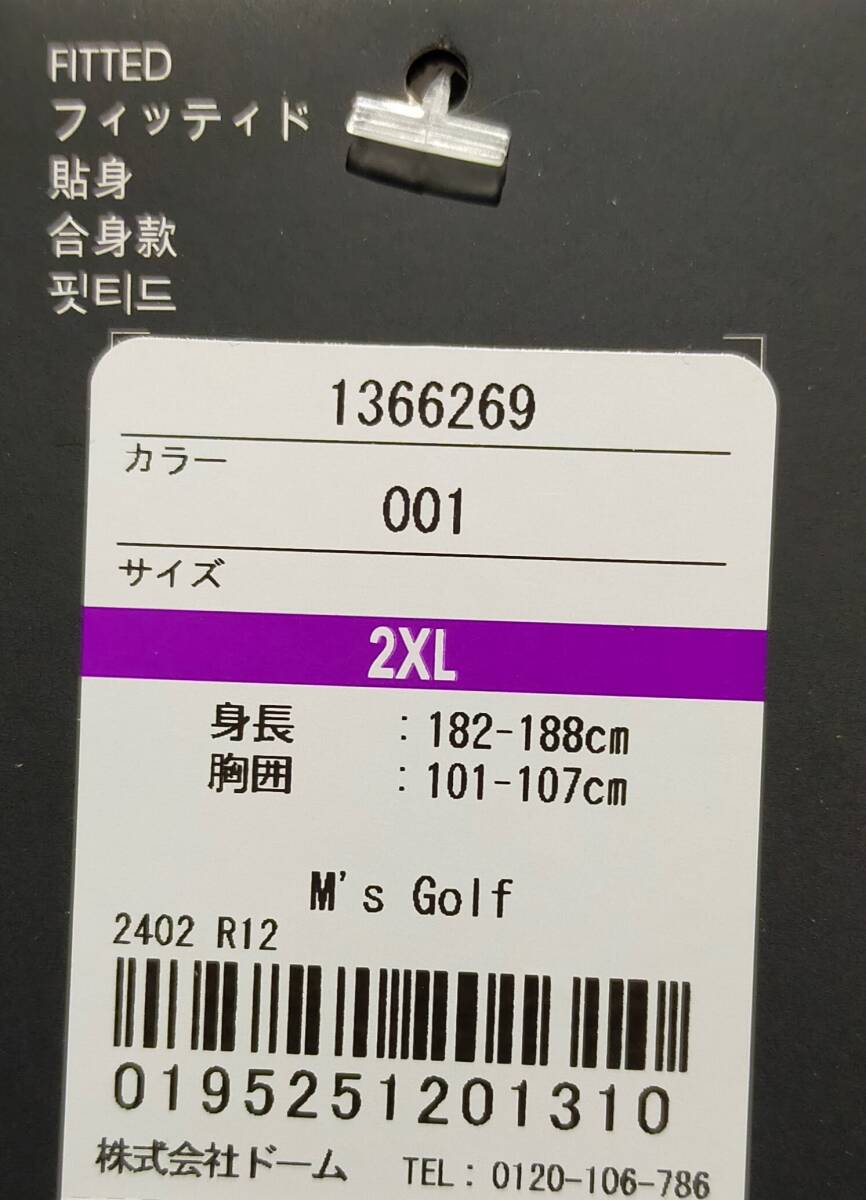 FITTED
フィッティド
貼身
合身款
핏티드
1366269
カラー
001
サイズ
2XL
身長 : 182-188cm
胸囲 : 101-107cm
M's Golf
2402 R12
0195251201310
株式会社ドーム TEL: 0120-106-786